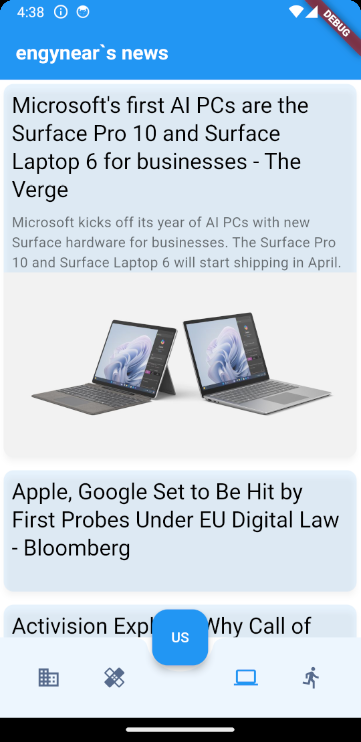 4:38
DEBUG
engynear`s news
Microsoft's first AI PCs are the
Surface Pro 10 and Surface
Laptop 6 for businesses - The
Verge
Microsoft kicks off its year of AI PCs with new
Surface hardware for businesses. The Surface Pro
10 and Surface Laptop 6 will start shipping in April.
Apple, Google Set to Be Hit by
First Probes Under EU Digital Law
- Bloomberg
Activision Expl Why Call of
US